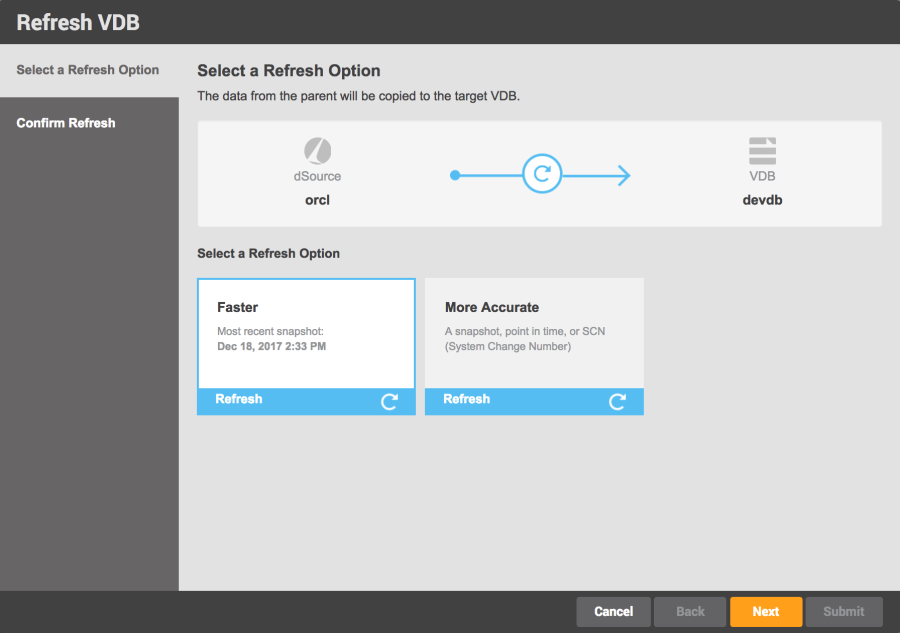 Refresh VDB
Select a Refresh Option
Confirm Refresh
Select a Refresh Option
The data from the parent will be copied to the target VDB.
dSource
orcl
VDB
devdb
Select a Refresh Option
Faster
Most recent snapshot:
Dec 18, 2017 2:33 PM
Refresh
More Accurate
A snapshot, point in time, or SCN
(System Change Number)
Refresh
Cancel
Back
Next
Submit